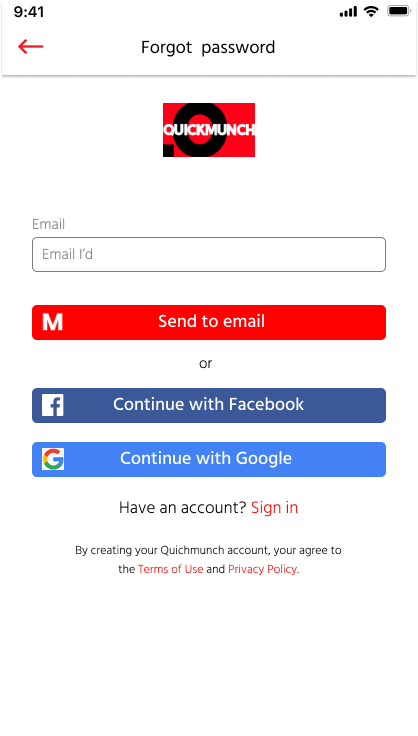 9:41
Forgot password
QUICKMUNCH
Email
Email I'd
M Send to email
or
Continue with Facebook
Continue with Google
Have an account? Sign in
By creating your Quichmunch account, your agree to
the Terms of Use and Privacy Policy.